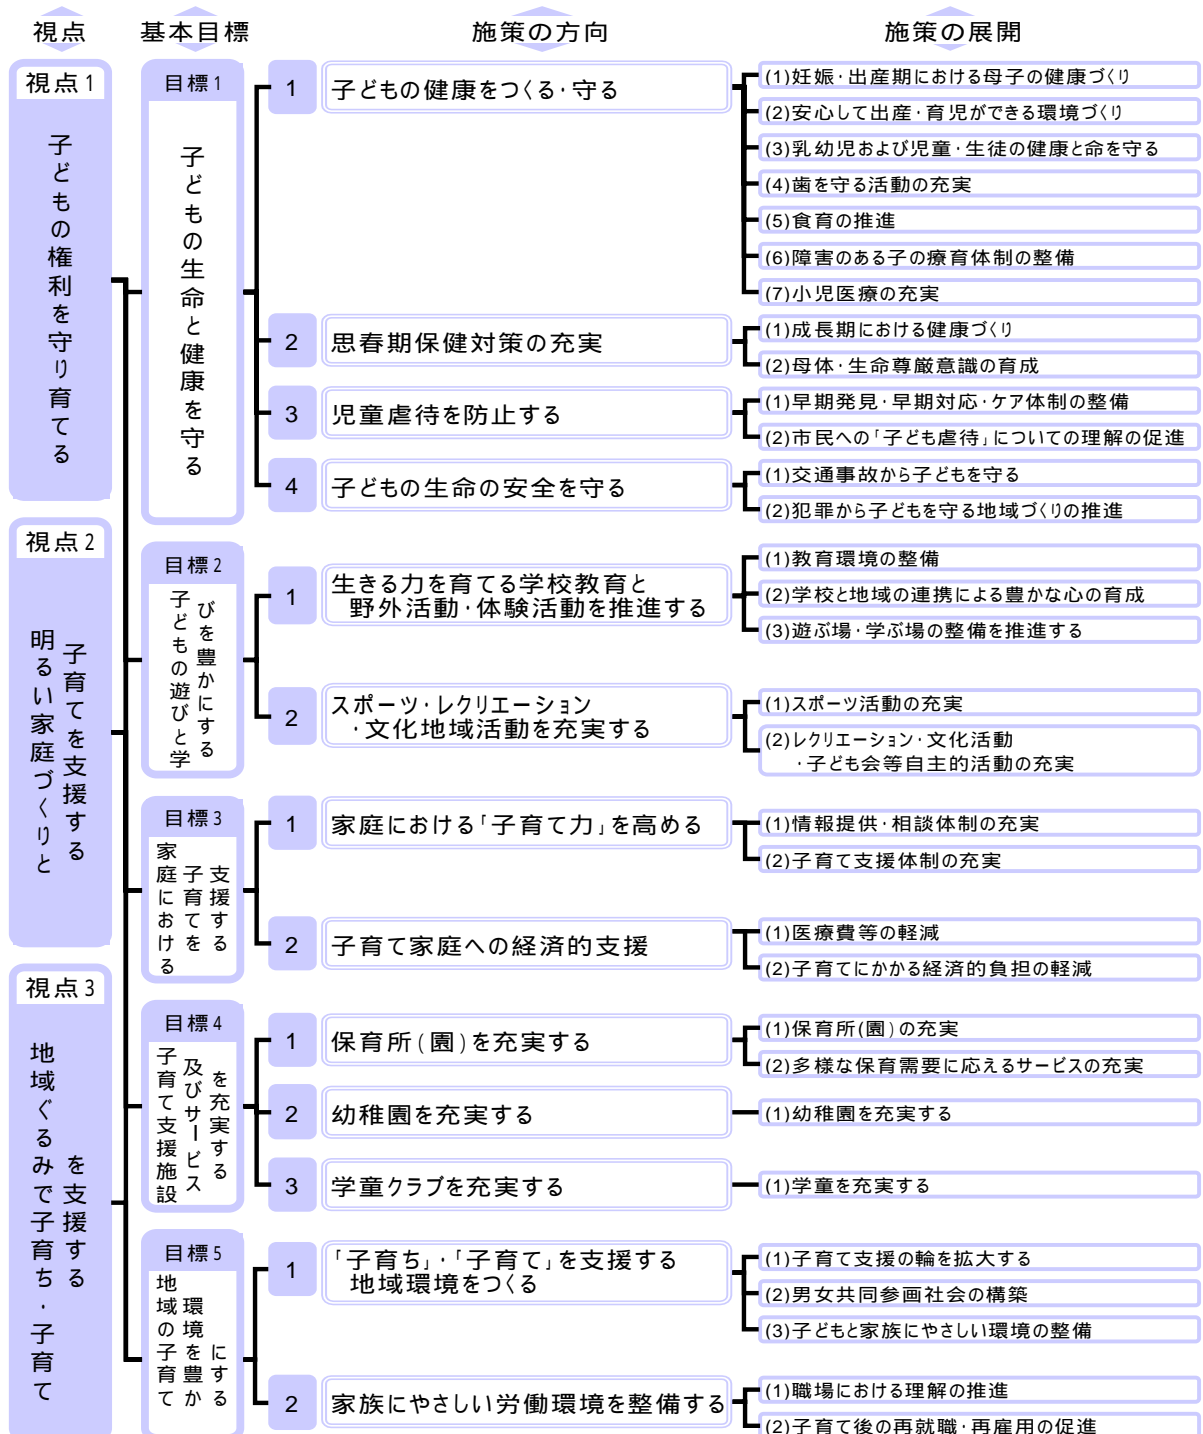 視点
基本目標
施策の方向
施策の展開
視点1
子どもの権利を守り育てる
視点2
明るい家庭づくりと
子育てを支援する
視点3
地域ぐるみで子育ち・子育て
を支援する
目標1
子どもの生命と健康を守る
1
子どもの健康をつくる・守る
(1)妊娠・出産期における母子の健康づくり
(2)安心して出産・育児ができる環境づくり
(3)乳幼児および児童・生徒の健康と命を守る
(4)歯を守る活動の充実
(5)食育の推進
(6)障害のある子の療育体制の整備
(7)小児医療の充実
2
思春期保健対策の充実
(1)成長期における健康づくり
(2)母体・生命尊厳意識の育成
3
児童虐待を防止する
(1)早期発見・早期対応・ケア体制の整備
(2)市民への「子ども虐待」についての理解の促進
4
子どもの生命の安全を守る
(1)交通事故から子どもを守る
(2)犯罪から子どもを守る地域づくりの推進
目標2
子どもの遊びと学
びを豊かにする
1
生きる力を育てる学校教育と
野外活動・体験活動を推進する
(1)教育環境の整備
(2)学校と地域の連携による豊かな心の育成
(3)遊ぶ場・学ぶ場の整備を推進する
2
スポーツ・レクリエーション
・文化地域活動を充実する
(1)スポーツ活動の充実
(2)レクリエーション・文化活動
・子ども会等自主的活動の充実
目標3
家庭における
子育てを
支援する
1
家庭における「子育て力」を高める
(1)情報提供・相談体制の充実
(2)子育て支援体制の充実
2
子育て家庭への経済的支援
(1)医療費等の軽減
(2)子育てにかかる経済的負担の軽減
目標4
子育て支援施設
及びサービス
を充実する
1
保育所(園)を充実する
(1)保育所(園)の充実
(2)多様な保育需要に応えるサービスの充実
2
幼稚園を充実する
(1)幼稚園を充実する
3
学童クラブを充実する
(1)学童を充実する
目標5
地域の子育て
環境を豊か
にする
1
「子育ち」・「子育て」を支援する
地域環境をつくる
(1)子育て支援の輪を拡大する
(2)男女共同参画社会の構築
(3)子どもと家族にやさしい環境の整備
2
家族にやさしい労働環境を整備する
(1)職場における理解の推進
(2)子育て後の再就職・再雇用の促進